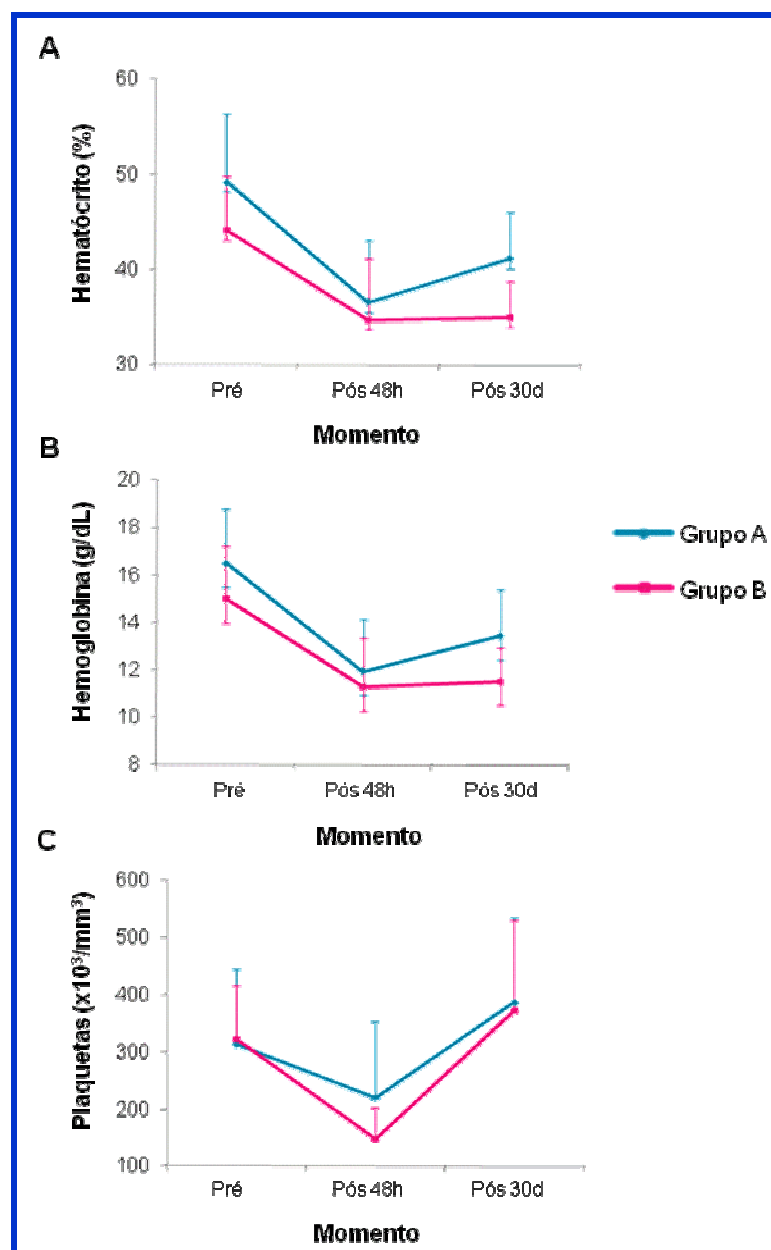 A
Hematócrito (%)
60
50
40
30
Pré Pós 48h Pós 30d
Momento
B
Hemoglobina (g/dL)
20
18
16
14
12
10
8
Pré Pós 48h Pós 30d
Momento
Grupo A
Grupo B
C
Plaquetas (x10³/mm³)
600
500
400
300
200
100
Pré Pós 48h Pós 30d
Momento